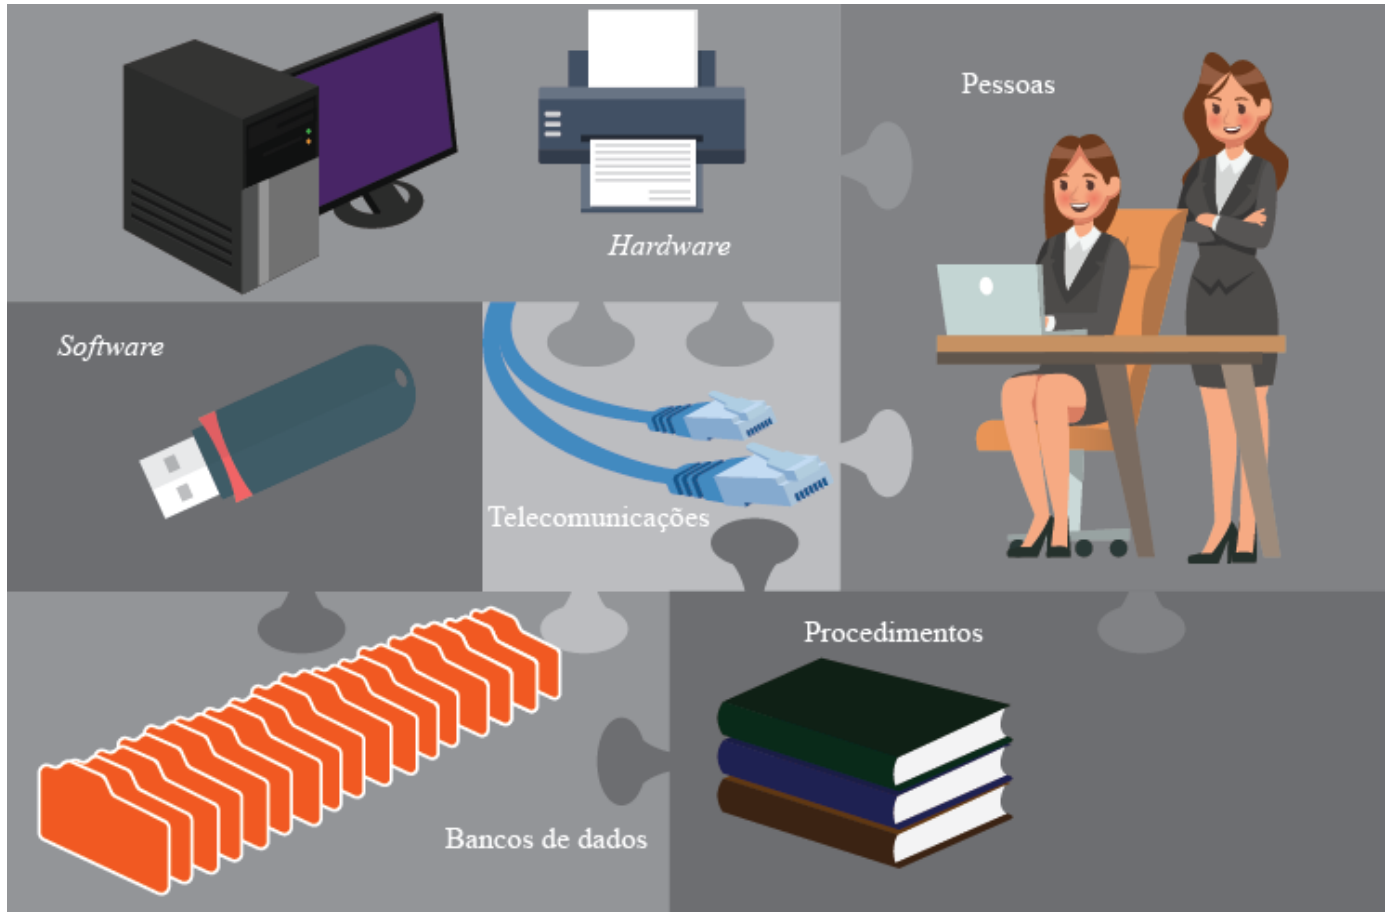 Pessoas
Hardware
Software
Telecomunicações
Procedimentos
Bancos de dados